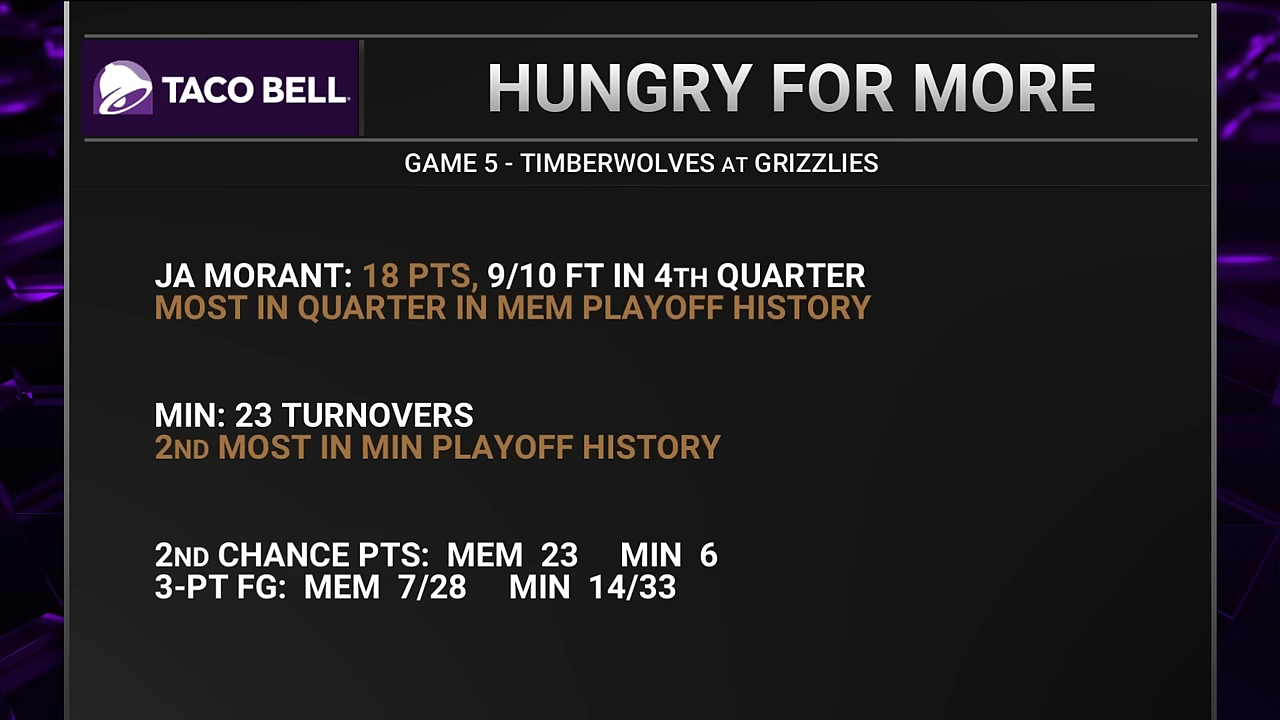 TACO BELL
HUNGRY FOR MORE
GAME 5 - TIMBERWOLVES AT GRIZZLIES
JA MORANT: 18 PTS, 9/10 FT IN 4TH QUARTER
MOST IN QUARTER IN MEM PLAYOFF HISTORY
MIN: 23 TURNOVERS
2ND MOST IN MIN PLAYOFF HISTORY
2ND CHANCE PTS: MEM 23 MIN 6
3-PT FG: MEM 7/28 MIN 14/33